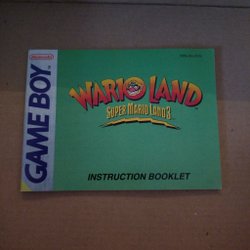 Nintendo
GAME BOY
WARIO LAND
SUPER MARIO LAND 3
INSTRUCTION BOOKLET